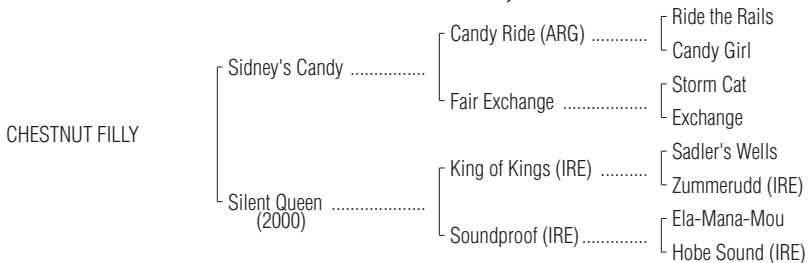 Ride the Rails
Candy Ride (ARG) ............
Candy Girl
Sidney's Candy ................
Storm Cat
Fair Exchange ..................
Exchange
CHESTNUT FILLY
Sadler's Wells
King of Kings (IRE) ..........
Zummerudd (IRE)
Silent Queen ....................
(2000)
Ela-Mana-Mou
Soundproof (IRE)..............
Hobe Sound (IRE)